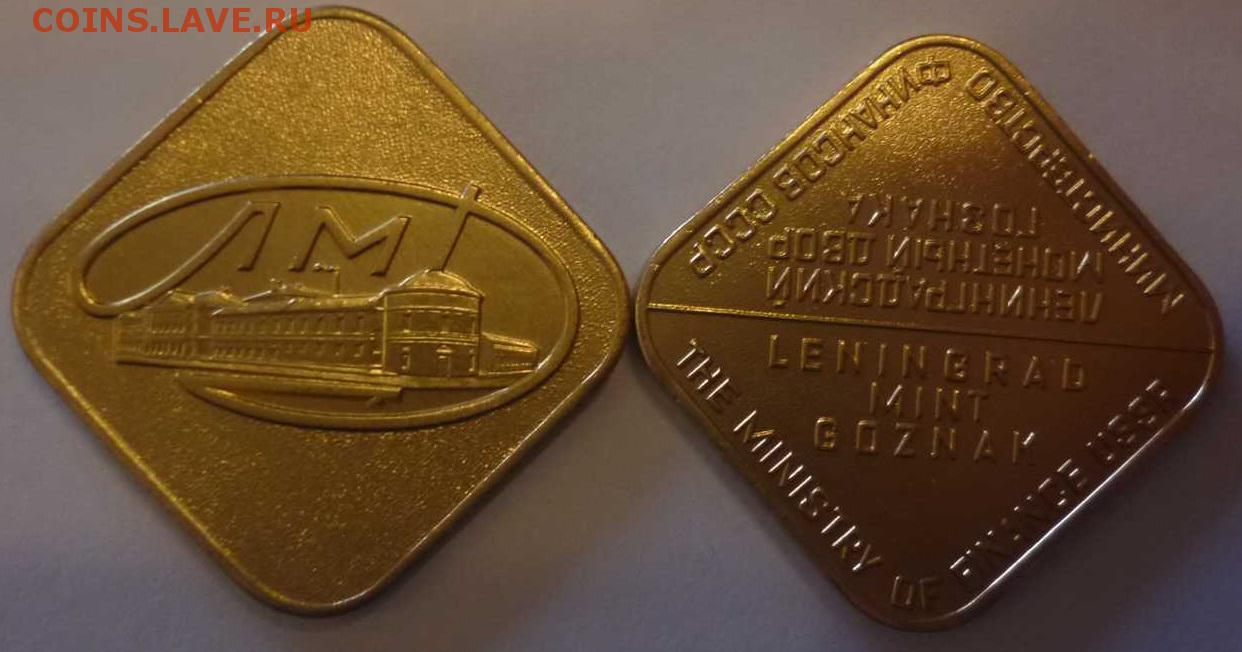 COINS.LAVE.RU
ЛМ
МИНИСТЕРСТВО ФИНАНСОВ СССР
ЛЕНИНГРАДСКИЙ
МОНЕТНЫЙ ДВОР
ГОЗНАКА
LENINGRAD
MINT
GOZNAK
THE MINISTRY OF FINANCE USSR